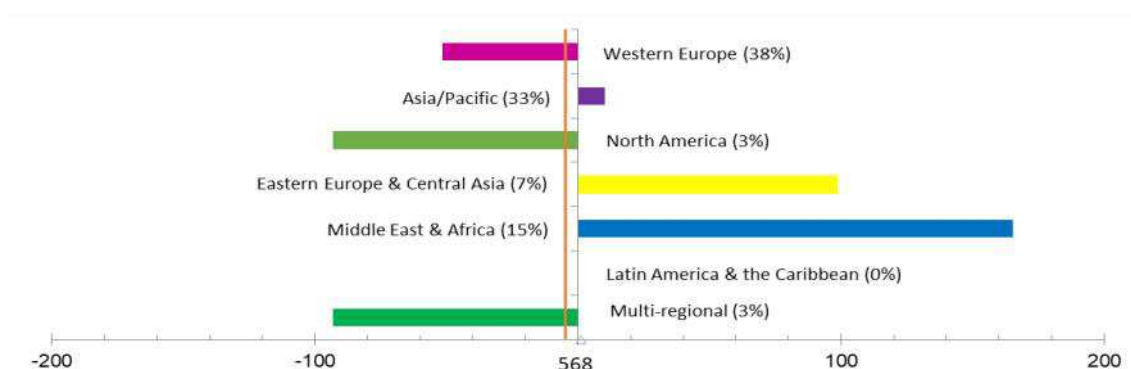 Western Europe (38%)
Asia/Pacific (33%)
North America (3%)
Eastern Europe & Central Asia (7%)
Middle East & Africa (15%)
Latin America & the Caribbean (0%)
Multi-regional (3%)
-200 -100 568 100 200